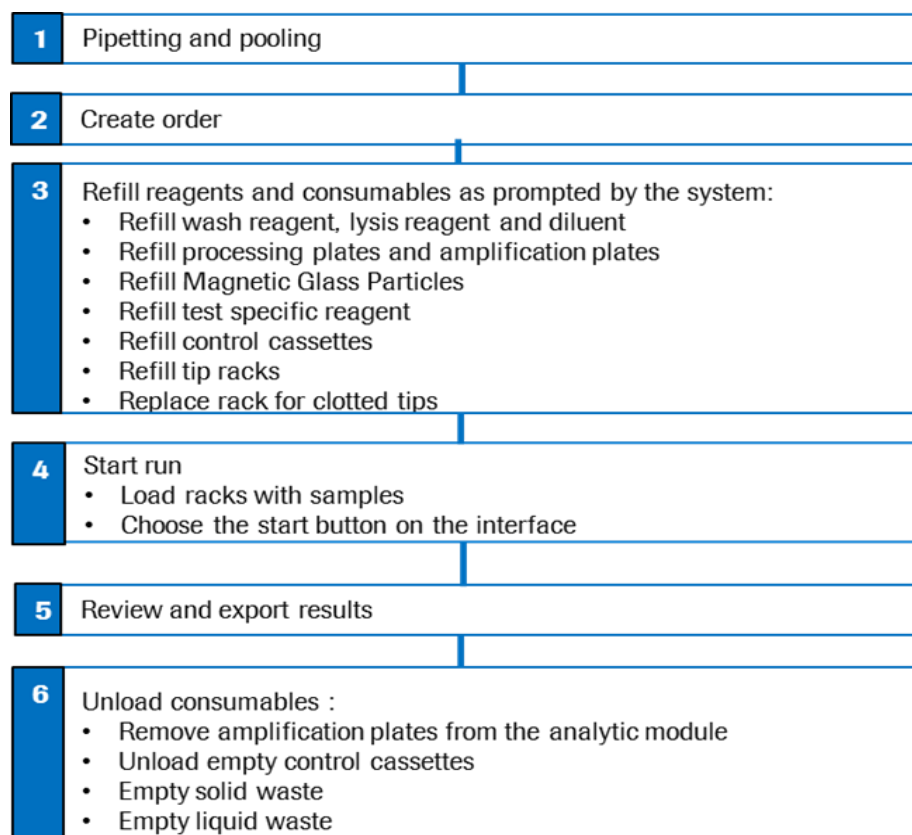 1 Pipetting and pooling
2 Create order
3 Refill reagents and consumables as prompted by the system:
• Refill wash reagent, lysis reagent and diluent
• Refill processing plates and amplification plates
• Refill Magnetic Glass Particles
• Refill test specific reagent
• Refill control cassettes
• Refill tip racks
• Replace rack for clotted tips
4 Start run
• Load racks with samples
• Choose the start button on the interface
5 Review and export results
6 Unload consumables :
• Remove amplification plates from the analytic module
• Unload empty control cassettes
• Empty solid waste
• Empty liquid waste